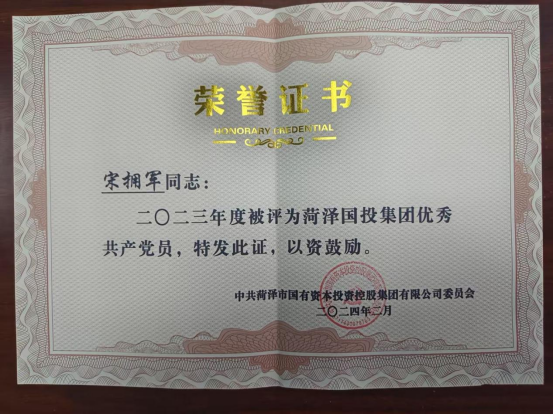 荣誉证书
HONORARY CREDENTIAL
宋拥军同志：
二〇二三年度被评为菏泽国投集团优秀
共产党员，特发此证，以资鼓励。
中共菏泽市国有资本投资控股集团有限公司委员会
二〇二四年二月